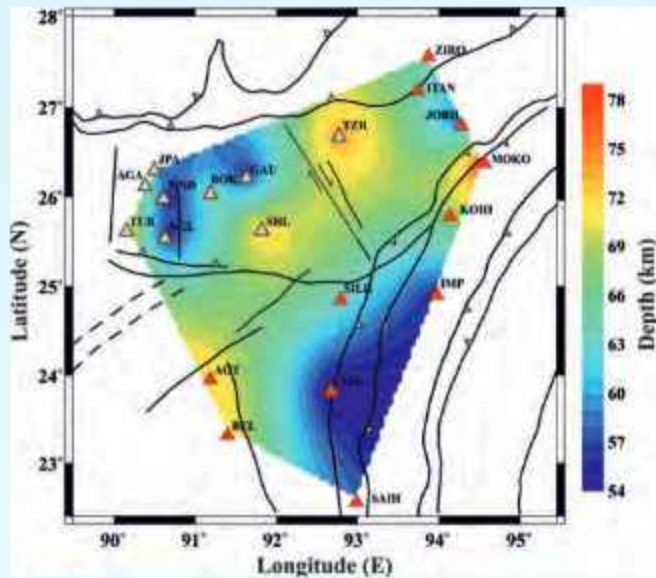 28°
27°
26°
25°
24°
23°
Latitude (N)
90° 91° 92° 93° 94° 95°
Longitude (E)
78
75
72
69
66
63
60
57
54
Depth (km)
ZIRO
ITAN
JORH
TZR
MOKO
JPA
AGA
GAU
BOK
TUR
SHL
KOHI
SILC
IMP
AGT
BEL
SAIH